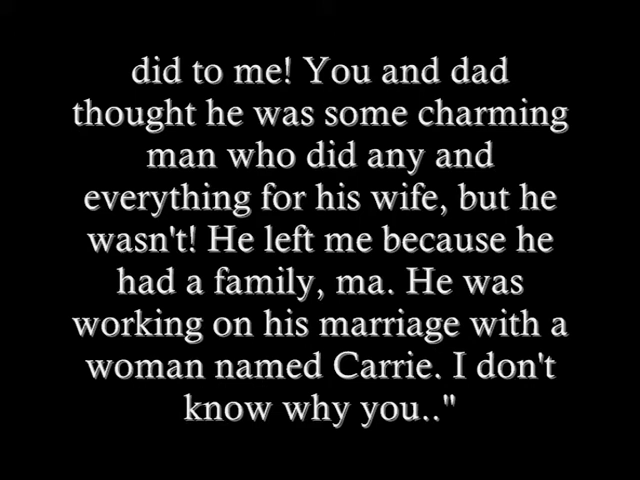 did to me! You and dad
thought he was some charming
man who did any and
everything for his wife, but he
wasn't! He left me because he
had a family, ma. He was
working on his marriage with a
woman named Carrie. I don't
know why you.."